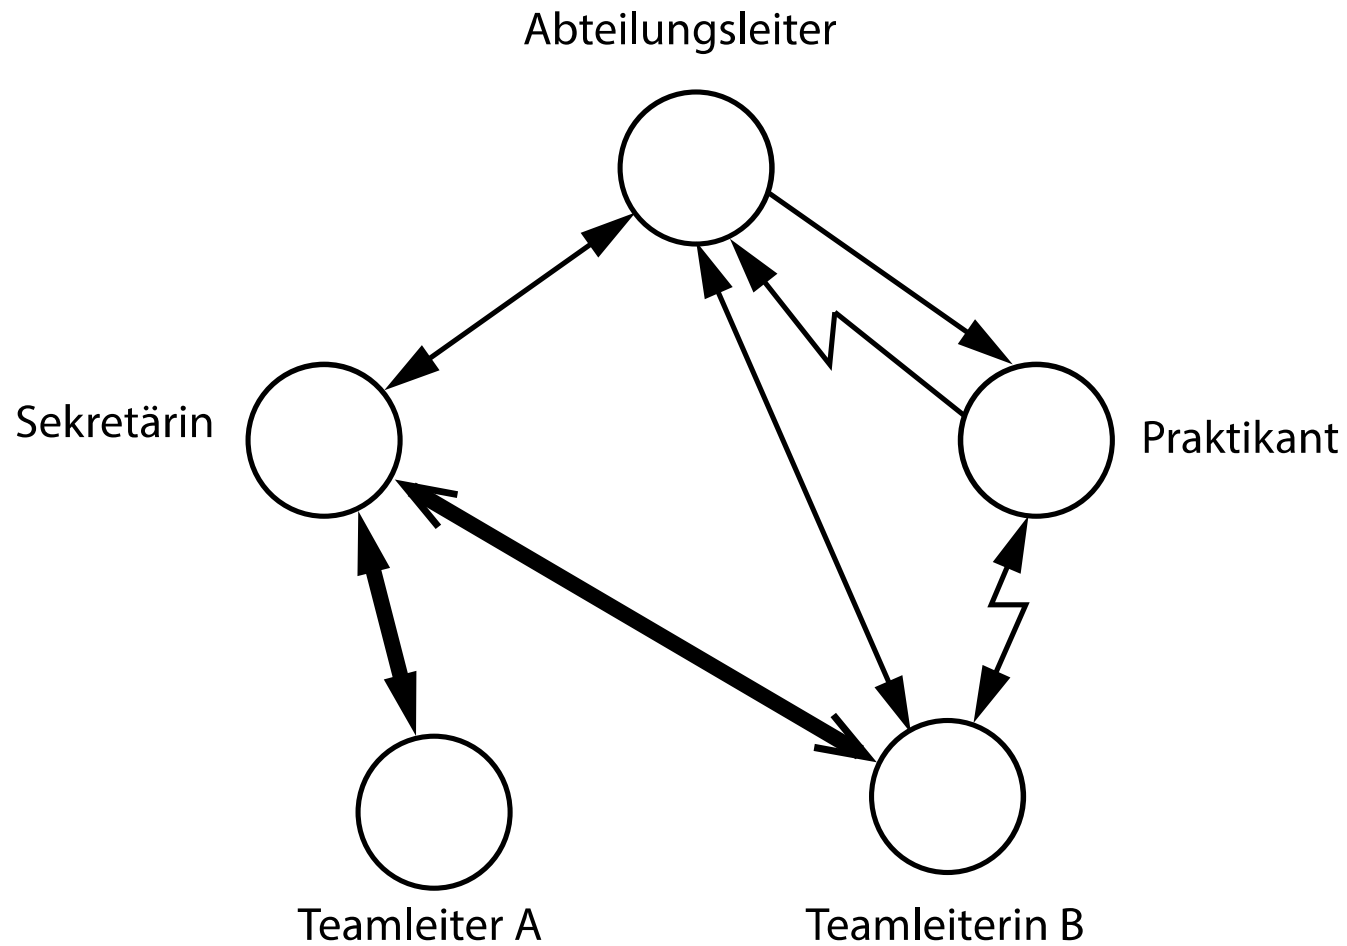 Abteilungsleiter
Sekretärin
Praktikant
Teamleiter A
Teamleiterin B